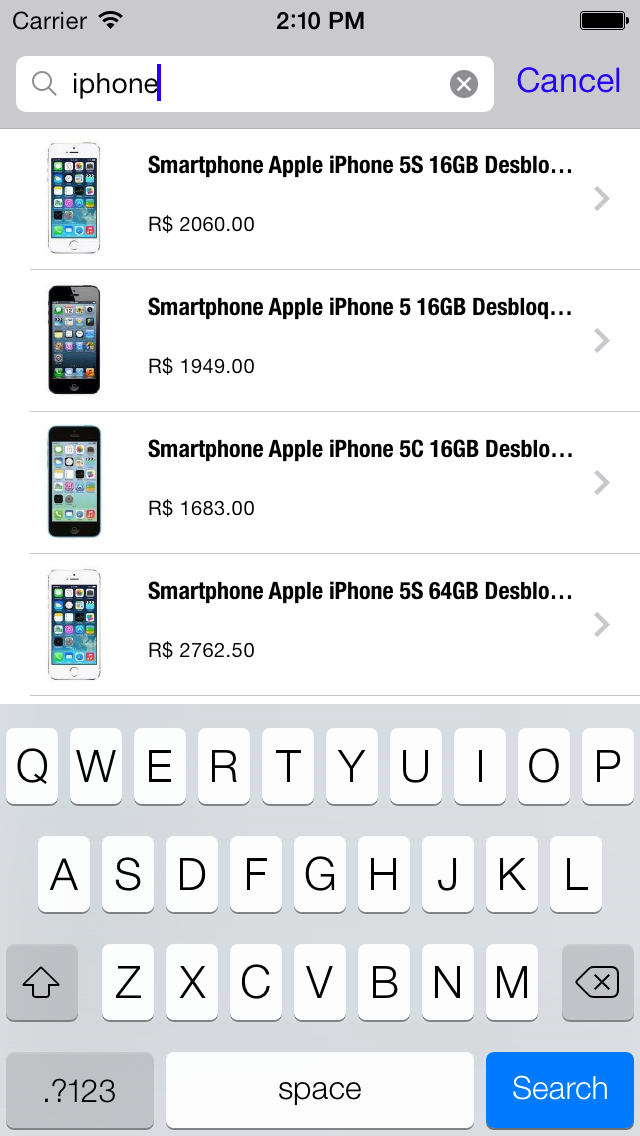 Carrier 2:10 PM
iphone Cancel
Smartphone Apple iPhone 5S 16GB Desblo...
R$ 2060.00
Smartphone Apple iPhone 5 16GB Desbloq...
R$ 1949.00
Smartphone Apple iPhone 5C 16GB Desblo...
R$ 1683.00
Smartphone Apple iPhone 5S 64GB Desblo...
R$ 2762.50
Q W E R T Y U I O P
A S D F G H J K L
Z X C V B N M
.?123 space Search